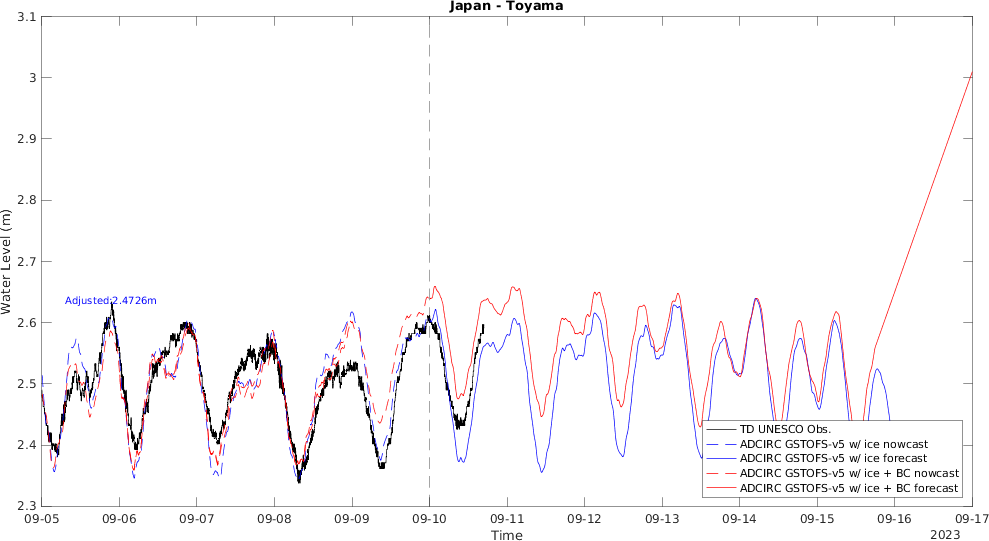 Japan - Toyama
3.1
3
2.9
2.8
2.7
2.6
2.5
2.4
2.3
Water Level (m)
Adjusted:2.4726m
TD UNESCO Obs.
ADCIRC GSTOFS-v5 w/ ice nowcast
ADCIRC GSTOFS-v5 w/ ice forecast
ADCIRC GSTOFS-v5 w/ ice + BC nowcast
ADCIRC GSTOFS-v5 w/ ice + BC forecast
09-05 09-06 09-07 09-08 09-09 09-10 09-11 09-12 09-13 09-14 09-15 09-16 09-17
Time
2023